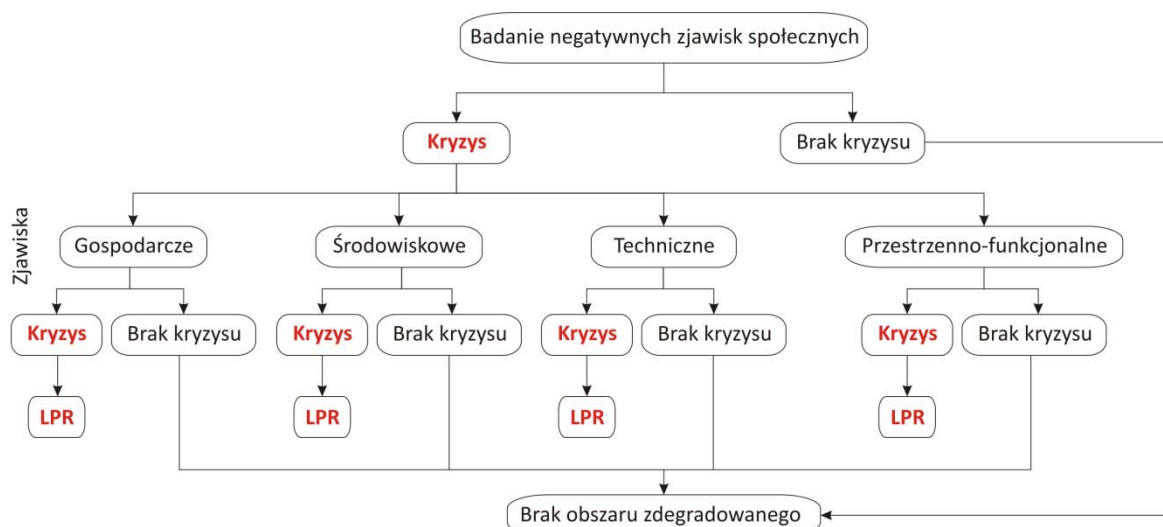 Badanie negatywnych zjawisk społecznych
Kryzys
Brak kryzysu
Zjawiska
Gospodarcze
Środowiskowe
Techniczne
Przestrzenno-funkcjonalne
Kryzys
Brak kryzysu
Kryzys
Brak kryzysu
Kryzys
Brak kryzysu
Kryzys
Brak kryzysu
LPR
LPR
LPR
LPR
Brak obszaru zdegradowanego